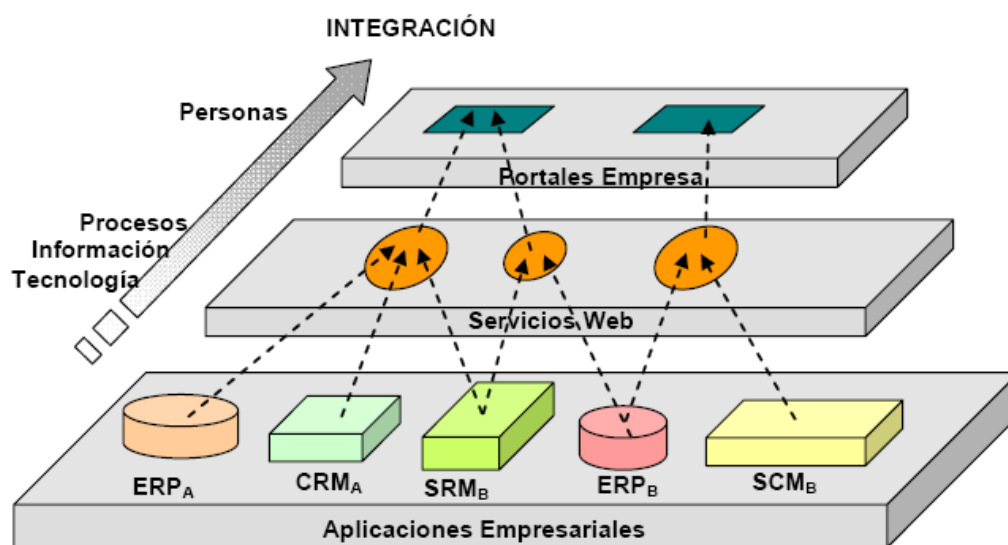 INTEGRACIÓN
Personas
Procesos
Información
Tecnología
Portales Empresa
Servicios Web
ERPA
CRMA
SRMB
ERPB
SCMB
Aplicaciones Empresariales